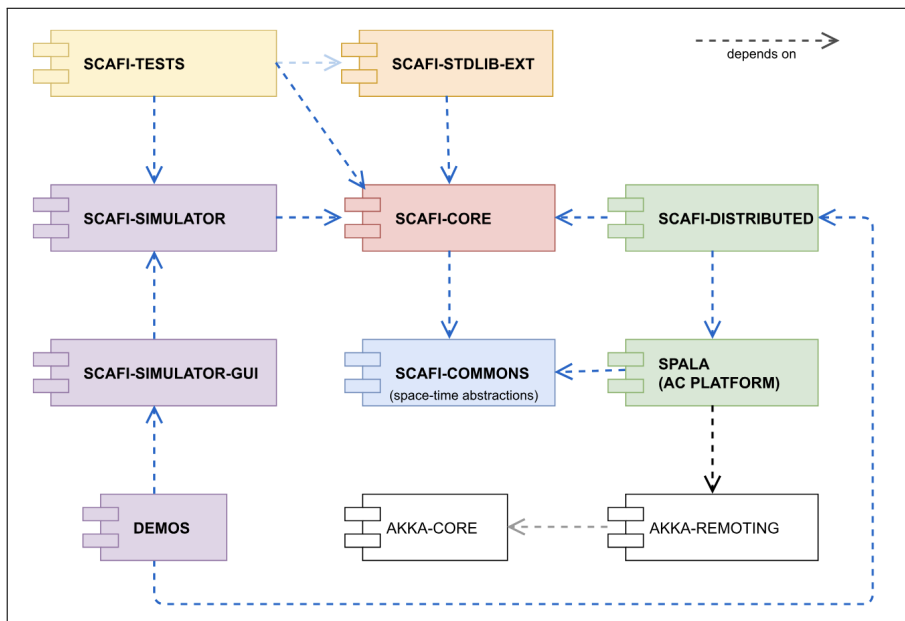 SCAFI-TESTS
SCAFI-STDLIB-EXT
depends on
SCAFI-SIMULATOR
SCAFI-CORE
SCAFI-DISTRIBUTED
SCAFI-SIMULATOR-GUI
SCAFI-COMMONS
(space-time abstractions)
SPALA
(AC PLATFORM)
DEMOS
AKKA-CORE
AKKA-REMOTING